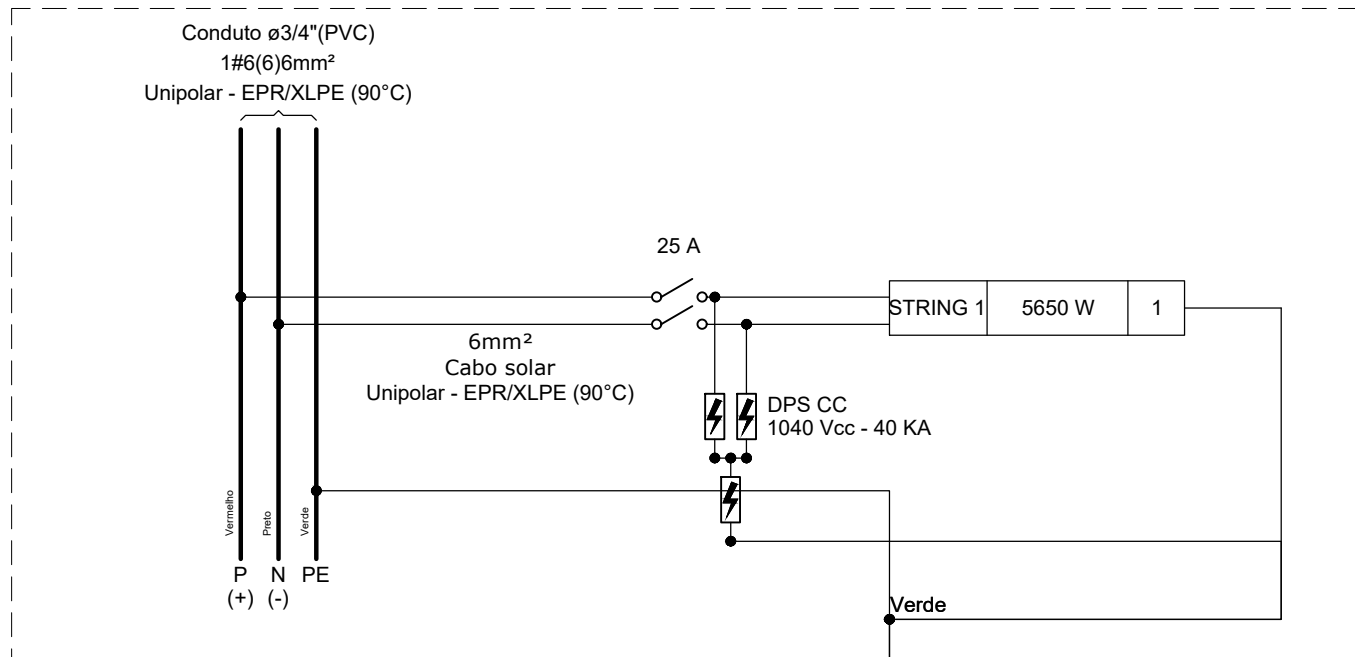 Conduto ø3/4"(PVC)
1#6(6)6mm²
Unipolar - EPR/XLPE (90°C)
25 A
STRING 1 5650 W 1
6mm²
Cabo solar
Unipolar - EPR/XLPE (90°C)
DPS CC
1040 Vcc - 40 KA
Vermelho Preto Verde
P N PE
(+) (-)
Verde